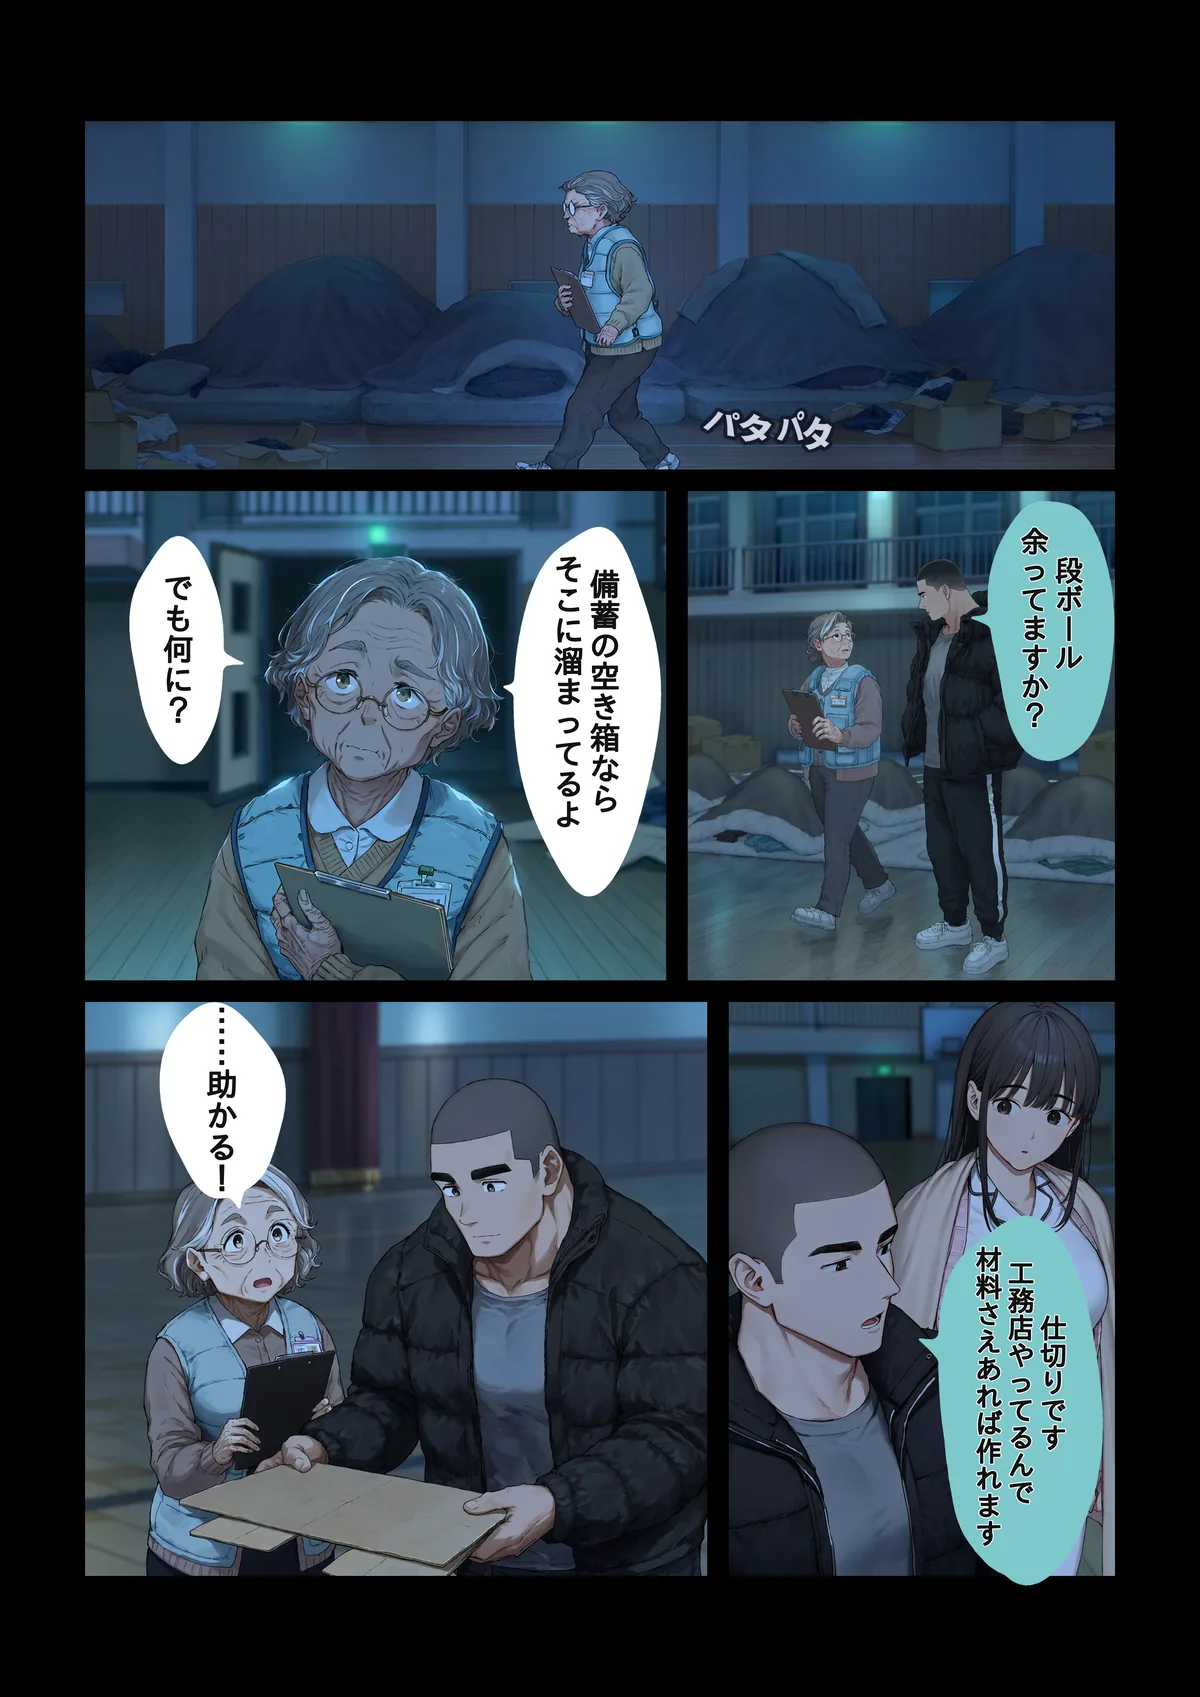 パタパタ
段ボール
余ってますか？
備蓄の空き箱なら
そこに溜まってるよ
でも何に？
仕切りです
工務店やってるんで
材料さえあれば作れます
……助かる！